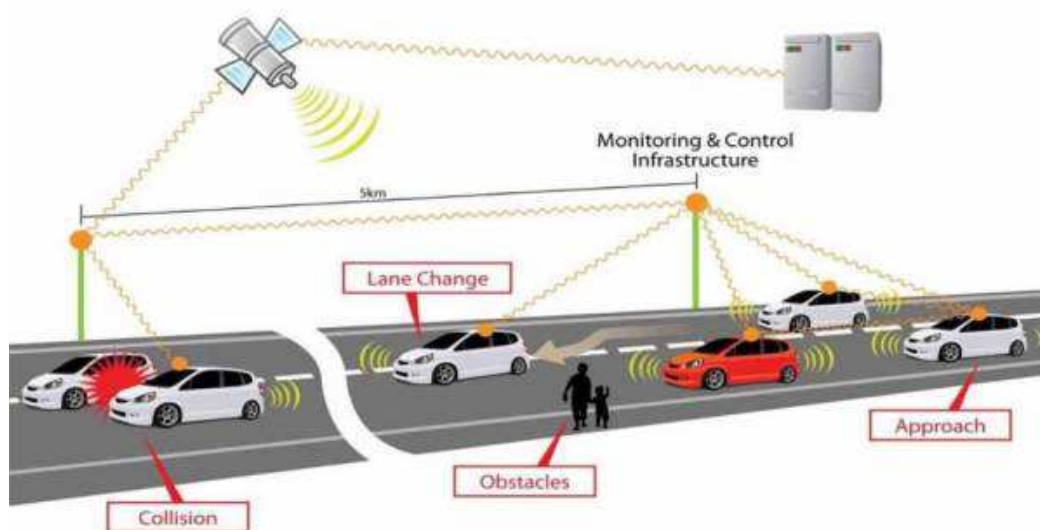 Monitoring & Control
Infrastructure
5km
Lane Change
Approach
Obstacles
Collision